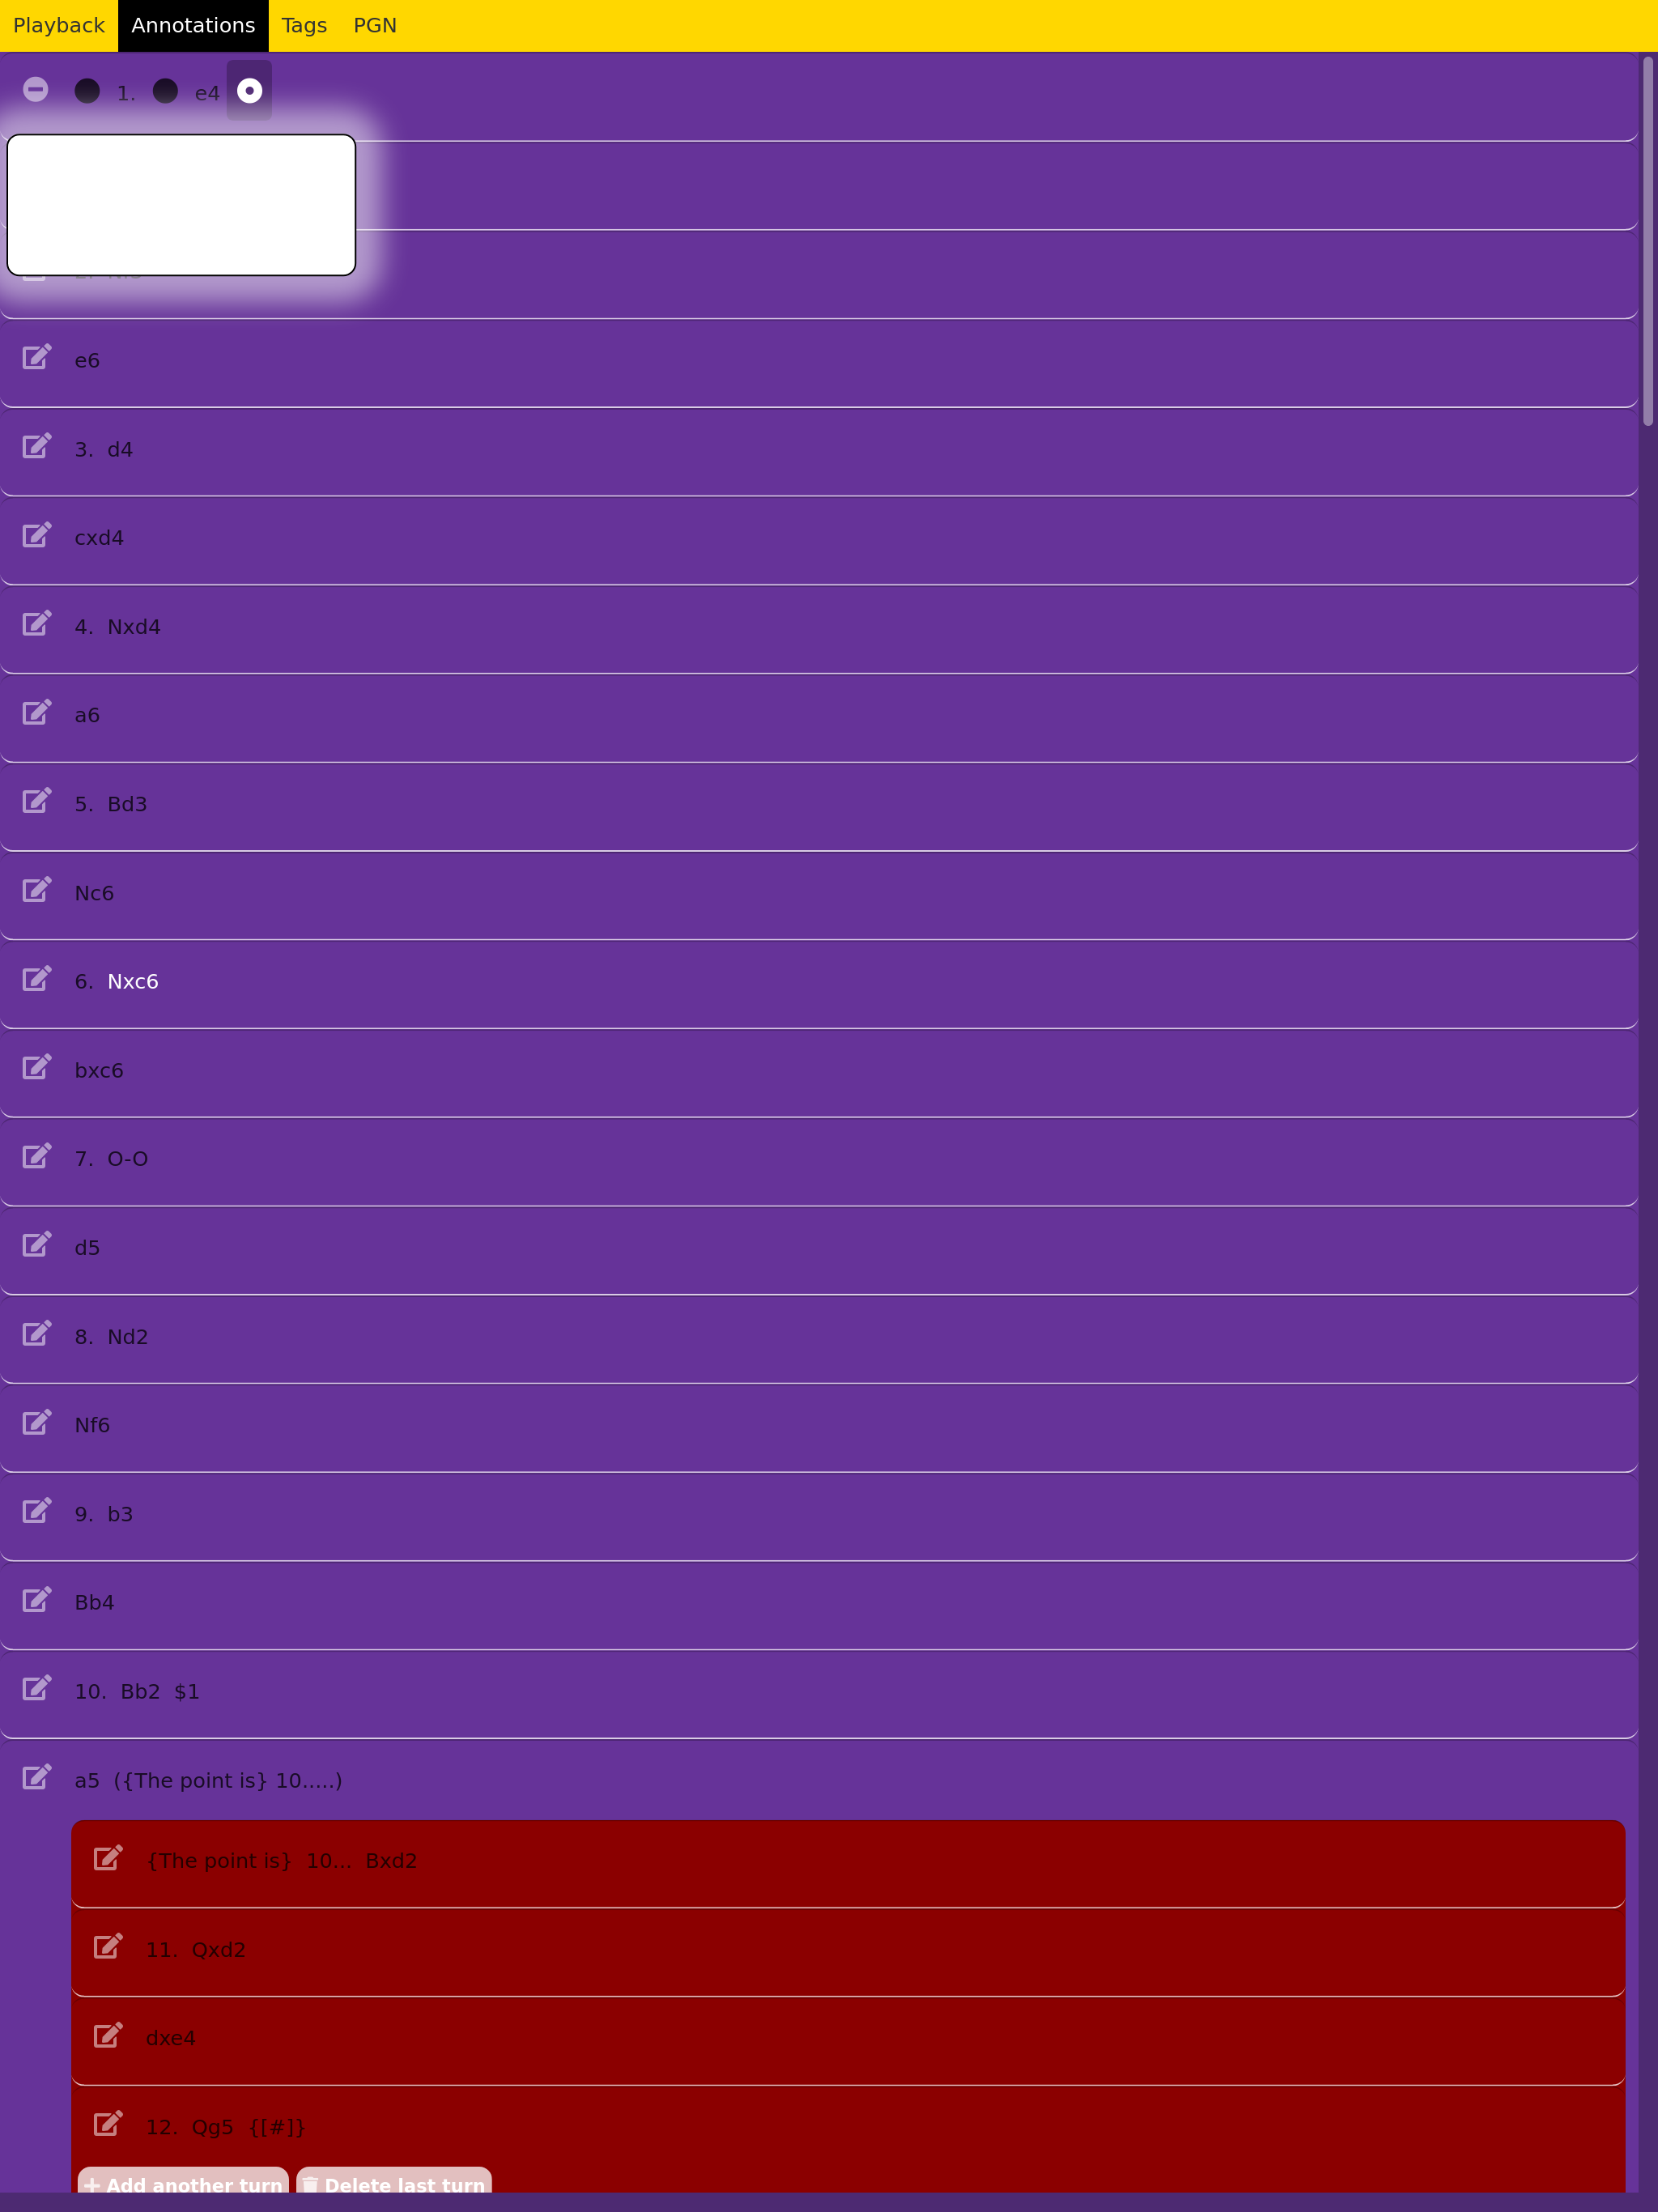 Playback Annotations Tags PGN
1. e4
e6
3. d4
cxd4
4. Nxd4
a6
5. Bd3
Nc6
6. Nxc6
bxc6
7. O-O
d5
8. Nd2
Nf6
9. b3
Bb4
10. Bb2 $1
a5 ({The point is} 10.....)
{The point is} 10... Bxd2
11. Qxd2
dxe4
12. Qg5 {[#]}
Add another turn Delete last turn